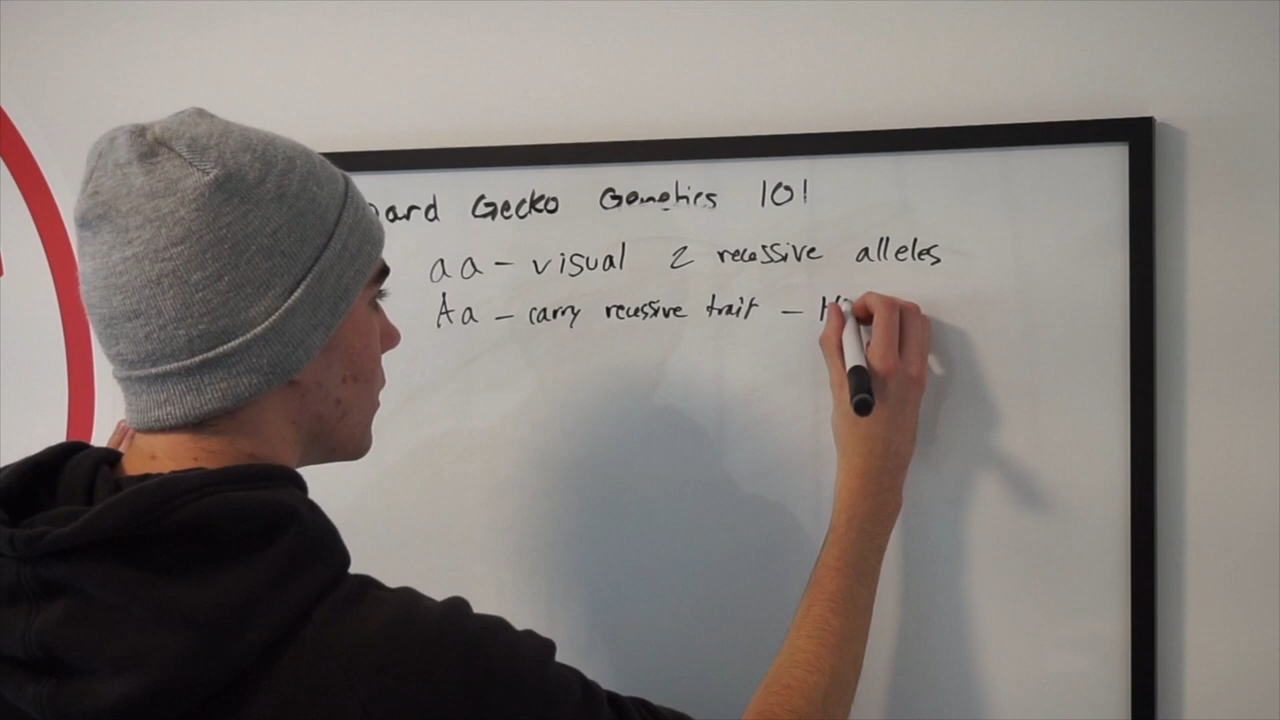 ard Gecko Genetics 101
aa - visual 2 recessive alleles
Aa - carry recessive trait - H